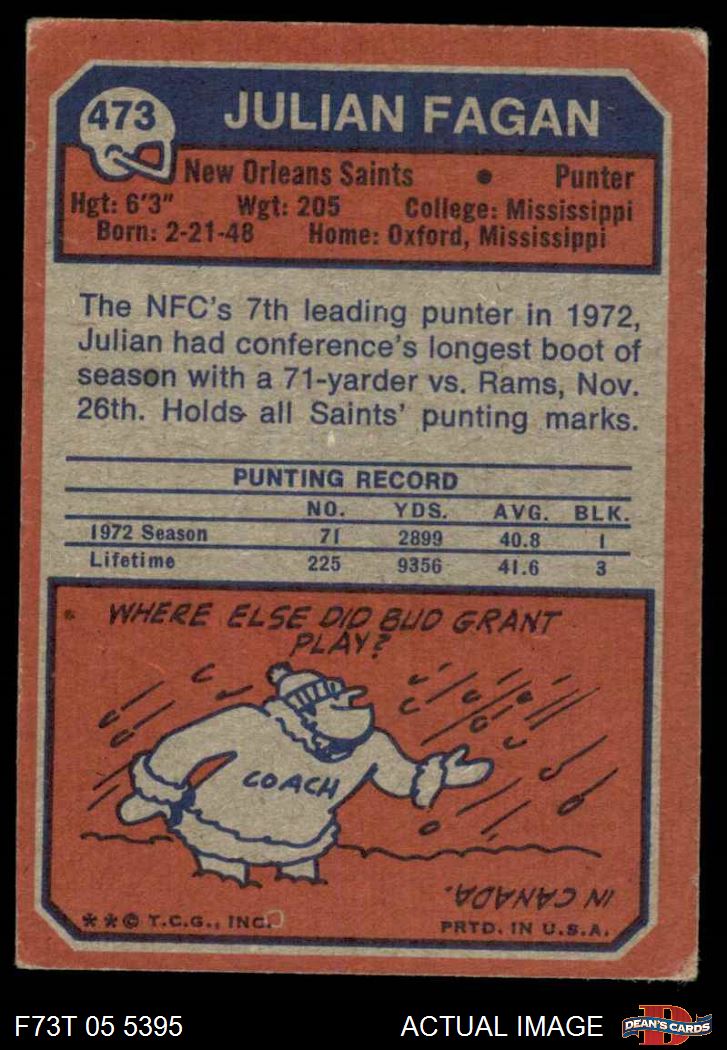 473
JULIAN FAGAN
New Orleans Saints • Punter
Hgt: 6'3" Wgt: 205 College: Mississippi
Born: 2-21-48 Home: Oxford, Mississippi
The NFC's 7th leading punter in 1972,
Julian had conference's longest boot of
season with a 71-yarder vs. Rams, Nov.
26th. Holds all Saints' punting marks.
PUNTING RECORD
NO. YDS. AVG. BLK.
1972 Season 71 2899 40.8 1
Lifetime 225 9356 41.6 3
WHERE ELSE DID BUD GRANT
PLAY?
COACH
IN CANADA.
**© T.C.G., INC.
PRTD. IN U.S.A.
F73T 05 5395
ACTUAL IMAGE
D
DEAN'S CARDS